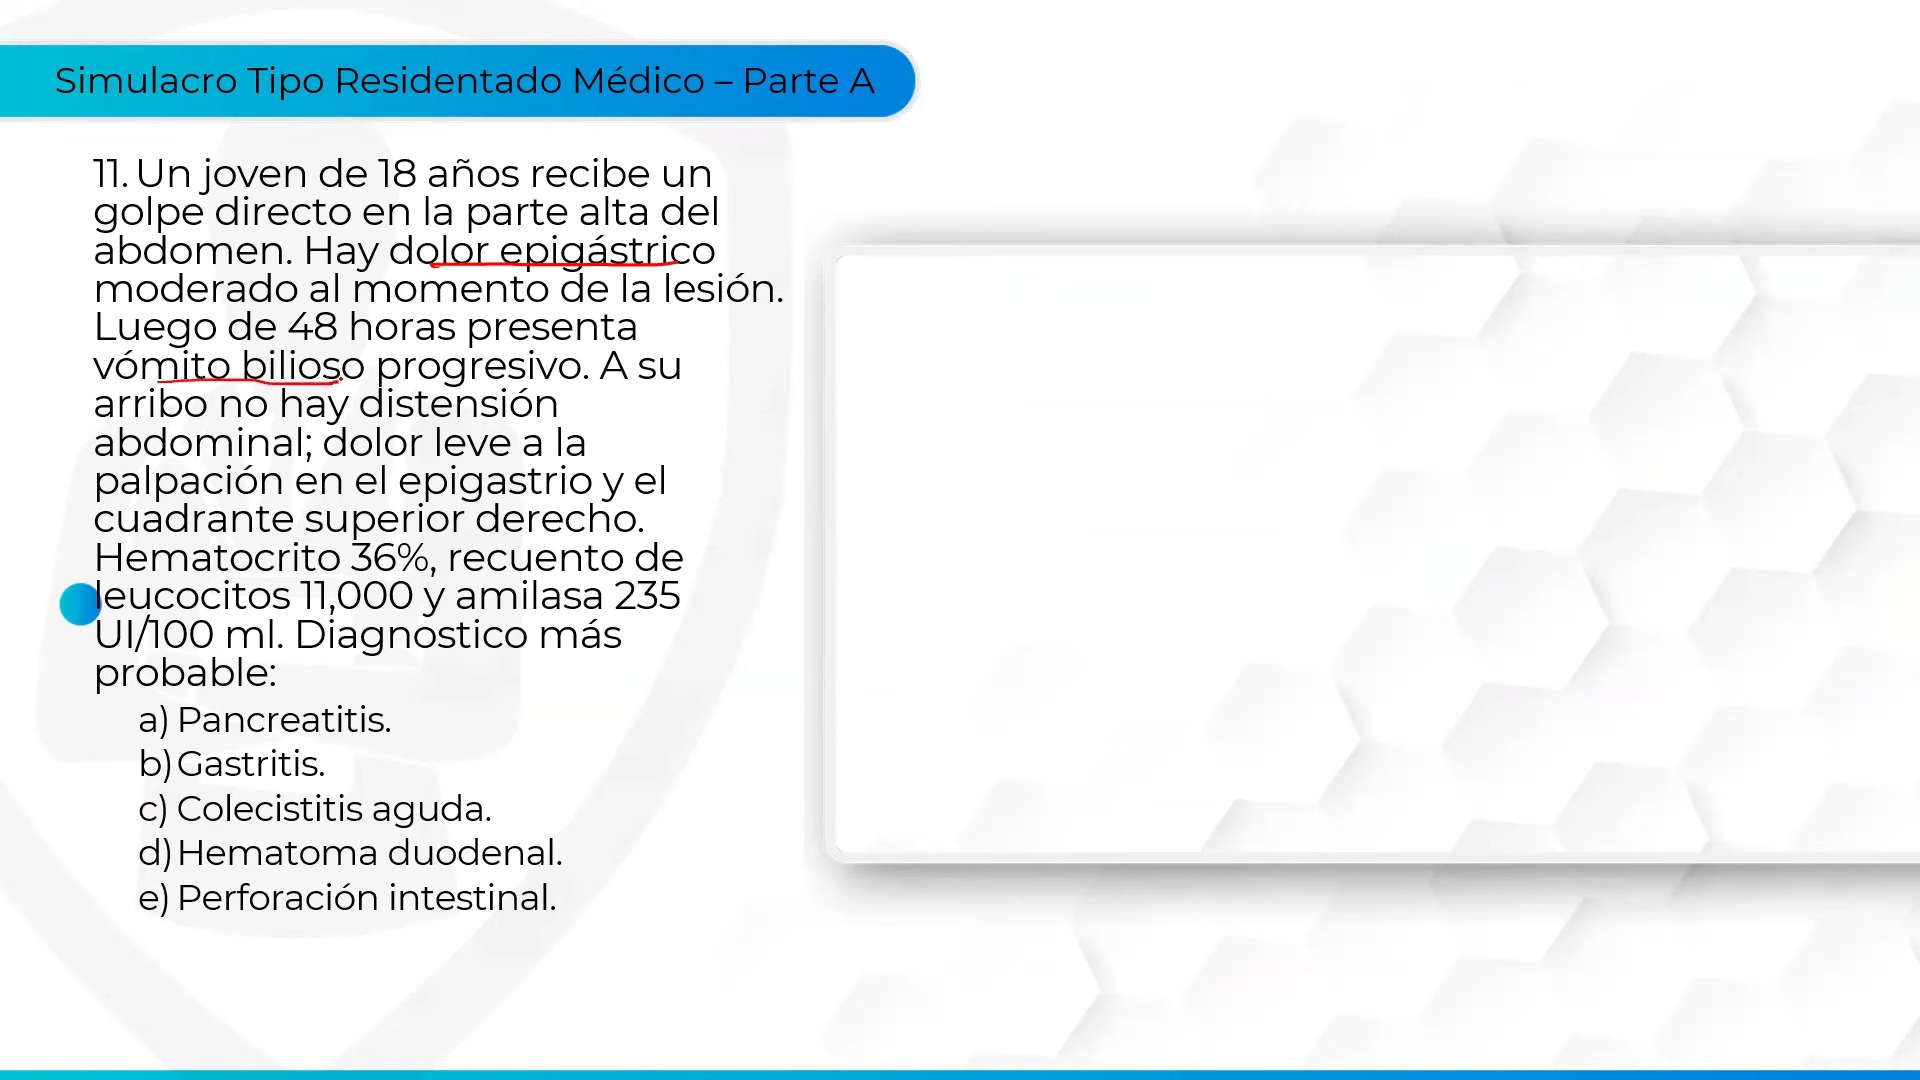 Simulacro Tipo Residentado Médico – Parte A
11. Un joven de 18 años recibe un
golpe directo en la parte alta del
abdomen. Hay dolor epigástrico
moderado al momento de la lesión.
Luego de 48 horas presenta
vómito bilioso progresivo. A su
arribo no hay distensión
abdominal; dolor leve a la
palpación en el epigastrio y el
cuadrante superior derecho.
Hematocrito 36%, recuento de
leucocitos 11,000 y amilasa 235
UI/100 ml. Diagnostico más
probable:
a) Pancreatitis.
b) Gastritis.
c) Colecistitis aguda.
d) Hematoma duodenal.
e) Perforación intestinal.